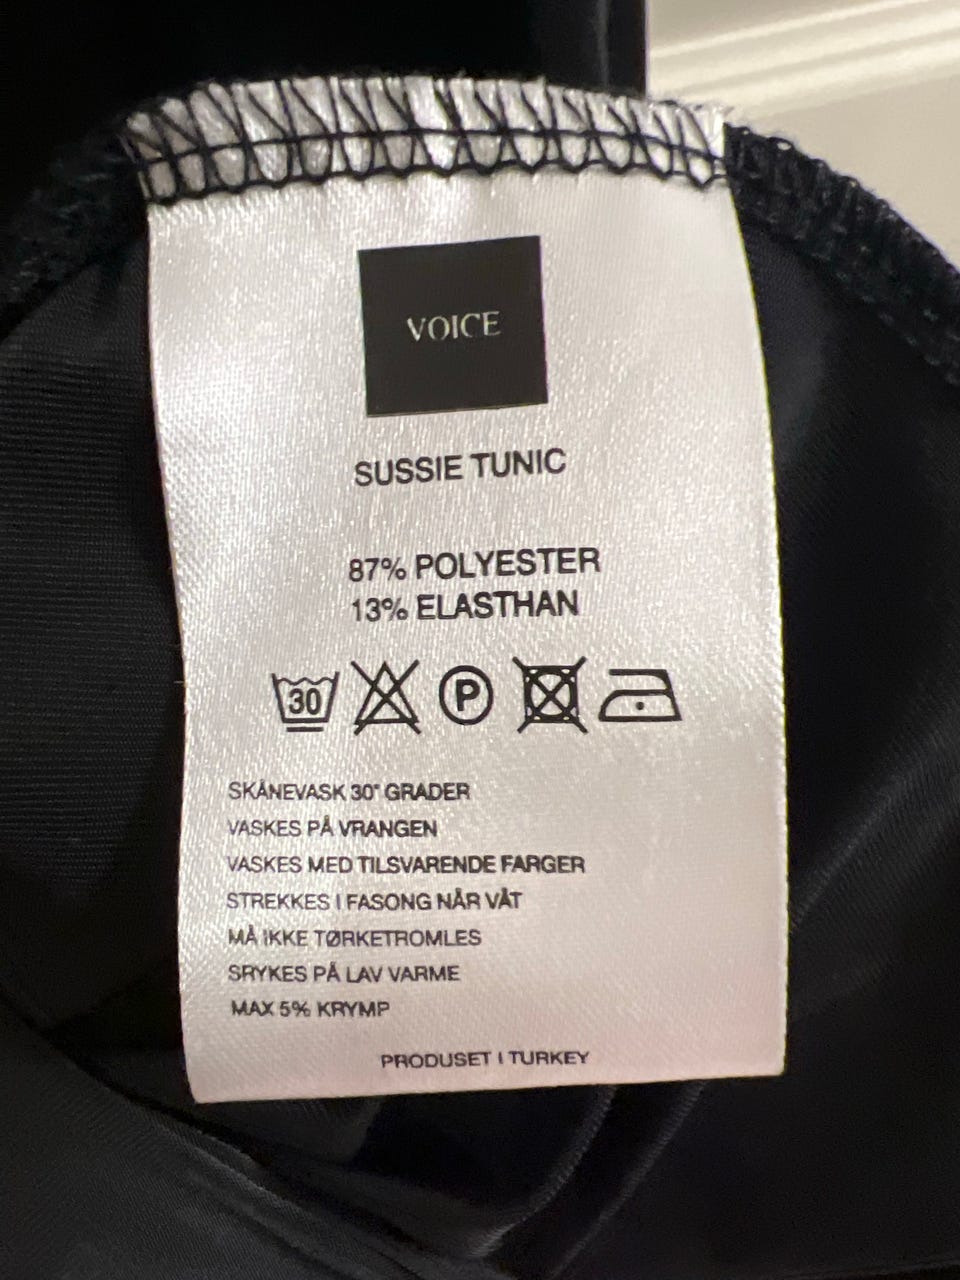 VOICE
SUSSIE TUNIC
87% POLYESTER
13% ELASTHAN
30 P
SKÅNEVASK 30° GRADER
VASKES PÅ VRANGEN
VASKES MED TILSVARENDE FARGER
STREKKES I FASONG NÅR VÅT
MÅ IKKE TØRKETROMLES
SRYKES PÅ LAV VARME
MAX 5% KRYMP
PRODUSET I TURKEY